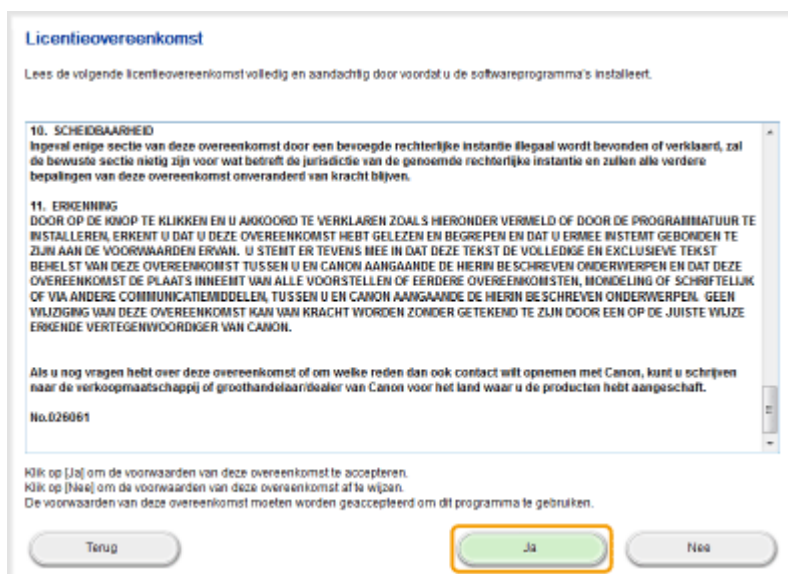 Licentieovereenkomst
Lees de volgende licentieovereenkomst volledig en aandachtig door voordat u de softwareprogramma's installeert.
10. SCHEIDBAARHEID
Ingeval enige sectie van deze overeenkomst door een bevoegde rechterlijke instantie illegaal wordt bevonden of verklaard, zal
de bewuste sectie nietig zijn voor wat betreft de jurisdictie van de genoemde rechterlijke instantie en zullen alle verdere
bepalingen van deze overeenkomst onveranderd van kracht blijven.
11. ERKENNING
DOOR OP DE KNOP TE KLIKKEN EN U AKKOORD TE VERKLAREN ZOALS HIERONDER VERMELD OF DOOR DE PROGRAMMATUUR TE
INSTALLEREN, ERKENT U DAT U DEZE OVEREENKOMST HEBT GELEZEN EN BEGREPEN EN DAT U ERMEE INSTEMT GEBONDEN TE
ZIJN AAN DE VOORWAARDEN ERVAN. U STEMT ER TEVENS MEE IN DAT DEZE TEKST DE VOLLEDIGE EN EXCLUSIEVE TEKST
BEHELST VAN DEZE OVEREENKOMST TUSSEN U EN CANON AANGAANDE DE HIERIN BESCHREVEN ONDERWERPEN EN DAT DEZE
OVEREENKOMST DE PLAATS INNEEMT VAN ALLE VOORSTELLEN OF EERDERE OVEREENKOMSTEN, MONDELING OF SCHRIFTELIJK
OF VIA ANDERE COMMUNICATIEMIDDELEN, TUSSEN U EN CANON AANGAANDE DE HIERIN BESCHREVEN ONDERWERPEN. GEEN
WIJZIGING VAN DEZE OVEREENKOMST KAN VAN KRACHT WORDEN ZONDER GETEKEND TE ZIJN DOOR EEN OP DE JUISTE WIJZE
ERKENDE VERTEGENWOORDIGER VAN CANON.
Als u nog vragen hebt over deze overeenkomst of om welke reden dan ook contact wilt opnemen met Canon, kunt u schrijven
naar de verkoopmaatschappij of groothandelaar/dealer van Canon voor het land waar u de producten hebt aangeschaft.
No.026061
Klik op [Ja] om de voorwaarden van deze overeenkomst te accepteren.
Klik op [Nee] om de voorwaarden van deze overeenkomst af te wijzen.
De voorwaarden van deze overeenkomst moeten worden geaccepteerd om dit programma te gebruiken.
Terug Ja Nee